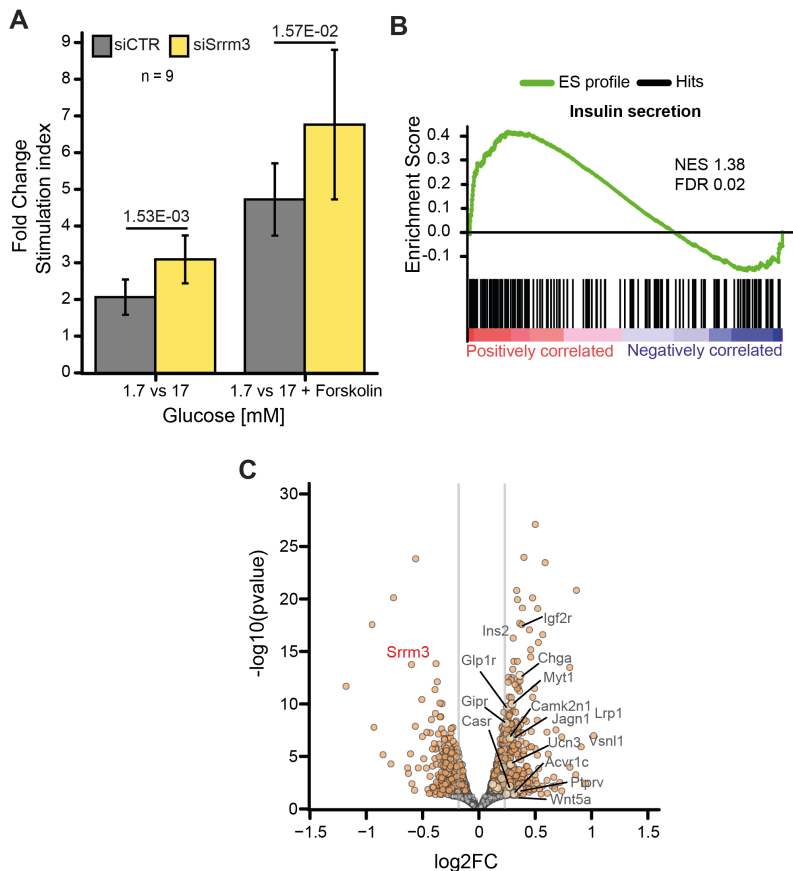 A
siCTR siSrrm3
n = 9
1.53E-03
1.57E-02
Fold Change
Stimulation index
9
8
7
6
5
4
3
2
1
0
1.7 vs 17
1.7 vs 17 + Forskolin
Glucose [mM]
B
ES profile Hits
Insulin secretion
NES 1.38
FDR 0.02
Enrichment Score
0.4
0.3
0.2
0.1
0.0
-0.1
Positively correlated Negatively correlated
C
-log10(pvalue)
30
25
20
15
10
5
0
Srrm3
Ins2
Igf2r
Glp1r
Chga
Myt1
Gipr
Camk2n1
Casr
Jagn1
Lrp1
Ucn3
Vsnl1
Acvr1c
Ptprv
Wnt5a
−1.5 −1 −0.5 0 0.5 1 1.5
log2FC